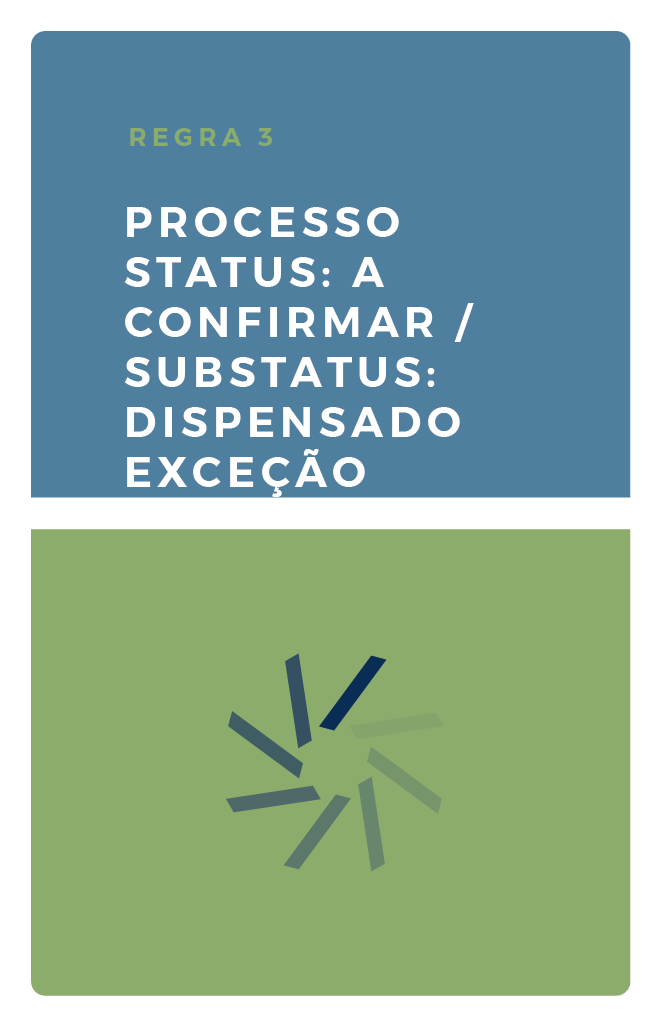 REGRA 3
PROCESSO
STATUS: A
CONFIRMAR /
SUBSTATUS:
DISPENSADO
EXCEÇÃO